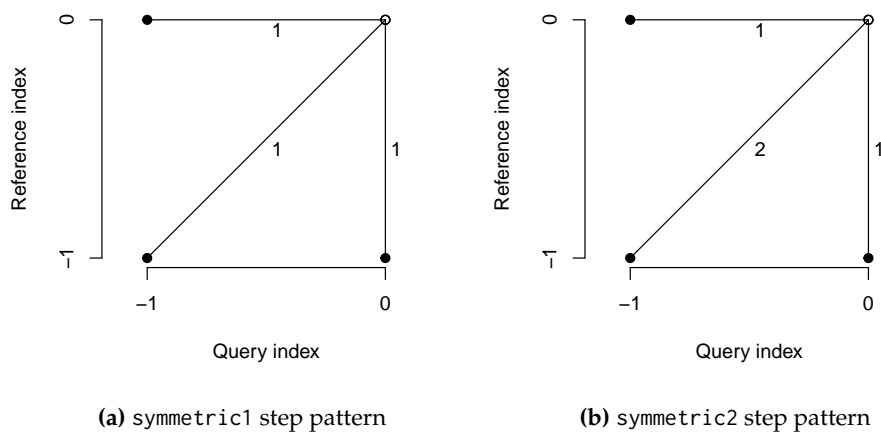 0
1
1
1
−1
Reference index
−1
0
Query index
(a) symmetric1 step pattern
0
1
2
1
−1
Reference index
−1
0
Query index
(b) symmetric2 step pattern